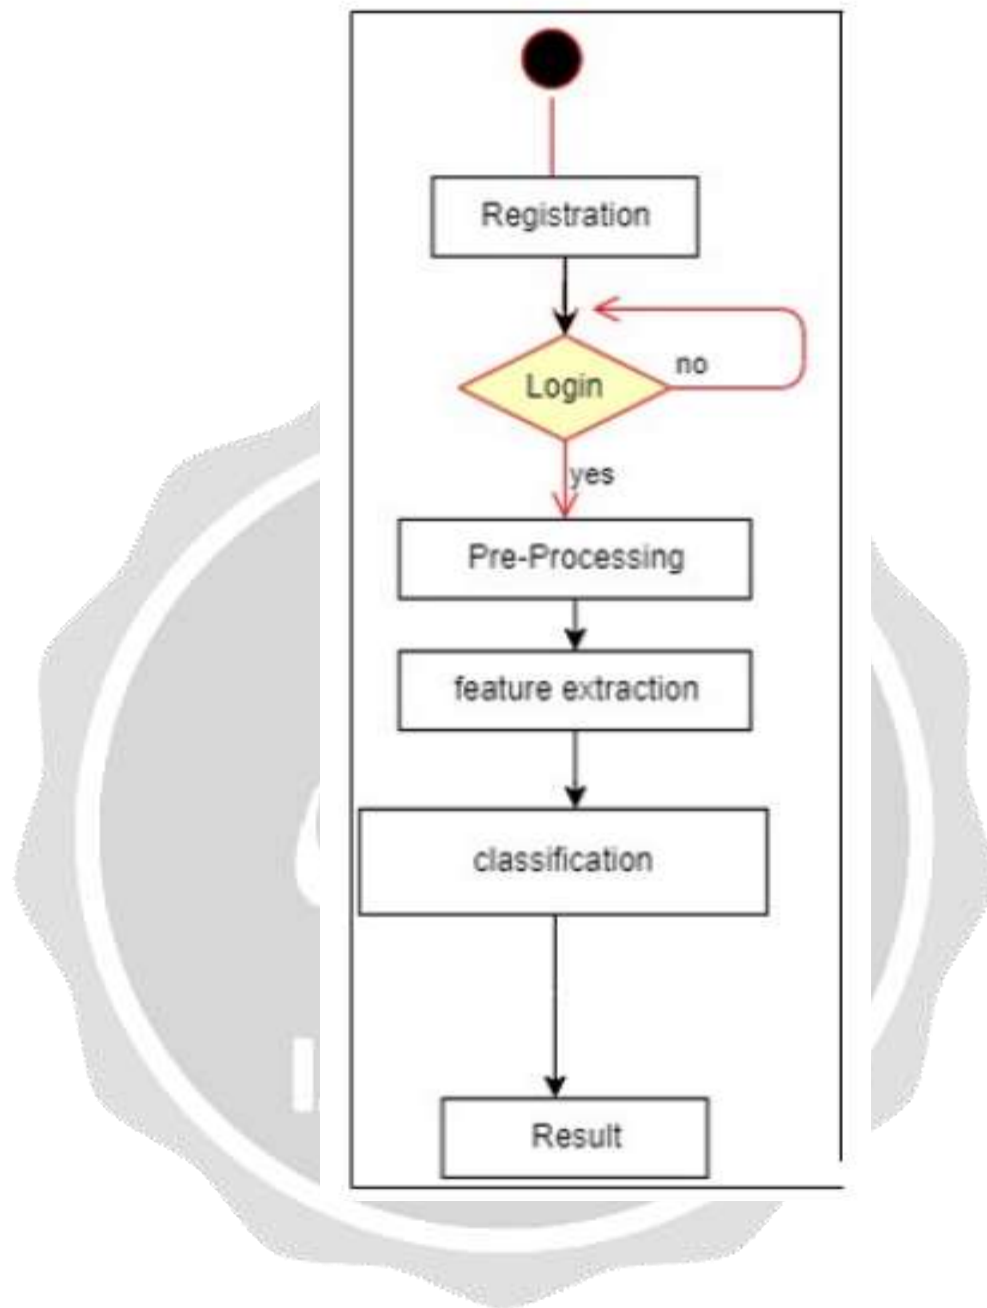 Registration
Login
no
yes
Pre-Processing
feature extraction
classification
Result